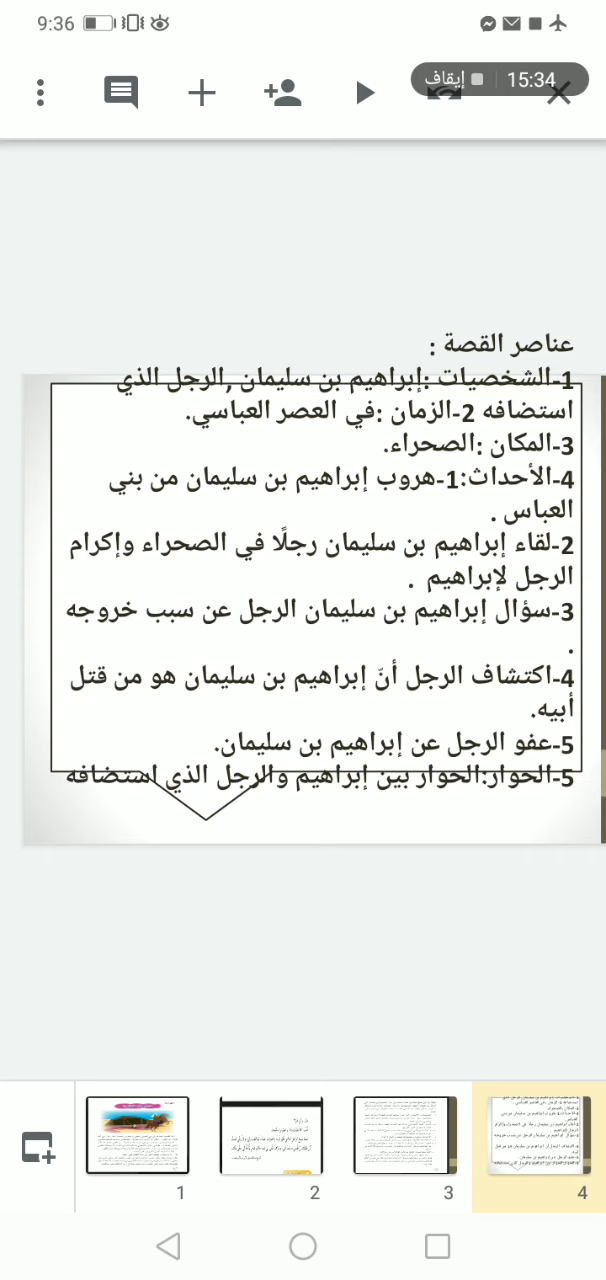 9:36
15:34 إيقاف
عناصر القصة :
1-الشخصيات :إبراهيم بن سليمان ,الرجل الذي
استضافه 2-الزمان :في العصر العباسي.
3-المكان :الصحراء.
4-الأحداث:1-هروب إبراهيم بن سليمان من بني
العباس .
2-لقاء إبراهيم بن سليمان رجلًا في الصحراء وإكرام
الرجل لإبراهيم .
3-سؤال إبراهيم بن سليمان الرجل عن سبب خروجه
.
4-اكتشاف الرجل أنّ إبراهيم بن سليمان هو من قتل
أبيه.
5-عفو الرجل عن إبراهيم بن سليمان.
5-الحوار:الحوار بين إبراهيم والرجل الذي استضافه
1
2
3
4